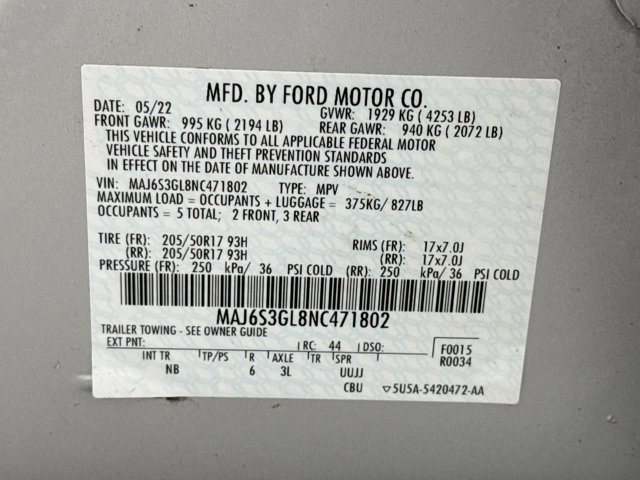 MFD. BY FORD MOTOR CO.
DATE: 05/22 GVWR: 1929 KG ( 4253 LB)
FRONT GAWR: 995 KG ( 2194 LB) REAR GAWR: 940 KG ( 2072 LB)
THIS VEHICLE CONFORMS TO ALL APPLICABLE FEDERAL MOTOR
VEHICLE SAFETY AND THEFT PREVENTION STANDARDS
IN EFFECT ON THE DATE OF MANUFACTURE SHOWN ABOVE.
VIN: MAJ6S3GL8NC471802 TYPE: MPV
MAXIMUM LOAD = OCCUPANTS + LUGGAGE = 375KG/ 827LB
OCCUPANTS = 5 TOTAL; 2 FRONT, 3 REAR
TIRE (FR): 205/50R17 93H RIMS (FR): 17x7.0J
(RR): 205/50R17 93H (RR): 17x7.0J
PRESSURE (FR): 250 kPa/ 36 PSI COLD (RR): 250 kPa/ 36 PSI COLD
MAJ6S3GL8NC471802
TRAILER TOWING - SEE OWNER GUIDE
EXT PNT: RC: 44 DSO: F0015
R0034
INT TR TP/PS R AXLE TR SPR
NB 6 3L UUJJ
CBU 5U5A-5420472-AA